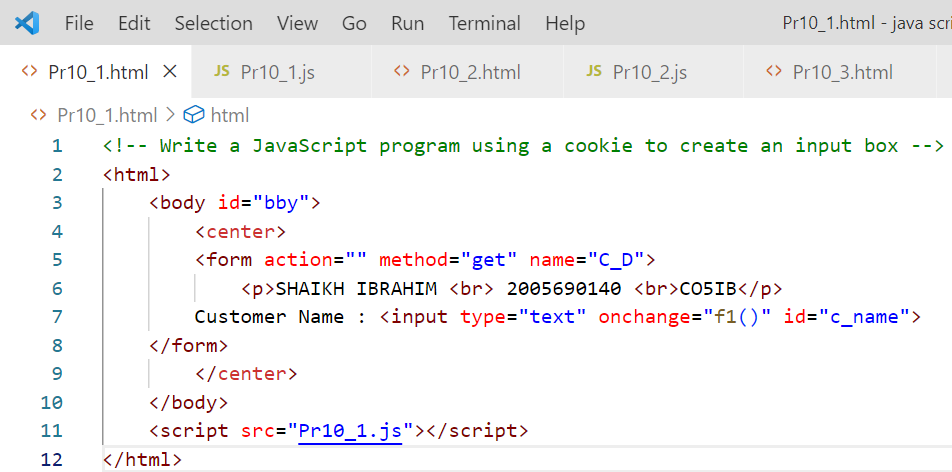 File Edit Selection View Go Run Terminal Help Pr10_1.html - java scri
Pr10_1.html JS Pr10_1.js Pr10_2.html JS Pr10_2.js Pr10_3.html
Pr10_1.html > html
1 <!-- Write a JavaScript program using a cookie to create an input box -->
2 <html>
3 <body id="bby">
4 <center>
5 <form action="" method="get" name="C_D">
6 <p>SHAIKH IBRAHIM <br> 2005690140 <br>CO5IB</p>
7 Customer Name : <input type="text" onchange="f1()" id="c_name">
8 </form>
9 </center>
10 </body>
11 <script src="Pr10_1.js"></script>
12 </html>